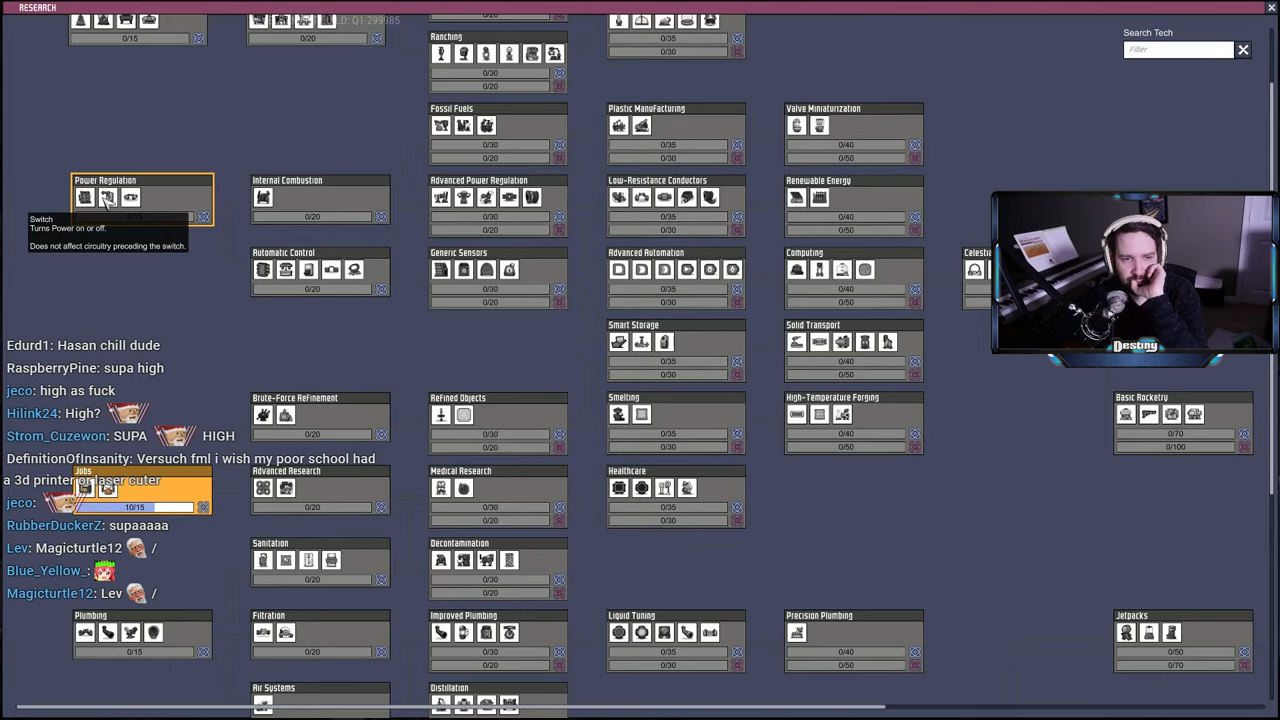 RESEARCH
BUILD: Q1-299985
Search Tech
Filter
0/15
0/20
0/35
0/30
Ranching
0/30
0/20
Fossil Fuels
0/30
0/20
Plastic Manufacturing
0/35
0/30
Valve Miniaturization
0/40
0/50
Power Regulation
Internal Combustion
0/20
Advanced Power Regulation
0/30
0/20
Low-Resistance Conductors
0/35
0/30
Renewable Energy
0/40
0/50
Switch
Turns Power on or off.
Does not affect circuitry preceding the switch.
Automatic Control
0/20
Generic Sensors
0/30
0/20
Advanced Automation
0/35
0/30
Computing
0/40
0/50
Smart Storage
0/35
0/30
Solid Transport
0/40
0/50
Destiny
Brute-Force Refinement
0/20
Refined Objects
0/30
0/20
Smelting
0/35
0/30
High-Temperature Forging
0/40
0/50
Basic Rocketry
0/70
0/100
Jobs
10/15
Advanced Research
0/20
Medical Research
0/30
0/20
Healthcare
0/35
0/30
Sanitation
0/20
Decontamination
0/30
0/20
Plumbing
0/15
Filtration
0/20
Improved Plumbing
0/30
0/20
Liquid Tuning
0/35
0/30
Precision Plumbing
0/40
0/50
Jetpacks
0/50
0/70
Air Systems
Distillation
Edurd1: Hasan chill dude
RaspberryPine: supa high
jeco: high as fuck
Hilink24: High?
Strom_Cuzewon: SUPA HIGH
DefinitionOfInsanity: Versuch fml i wish my poor school had
a 3d printer or laser cuter
jeco:
RubberDuckerZ: supaaaaa
Lev: Magicturtle12 /
Blue_Yellow_:
Magicturtle12: Lev /